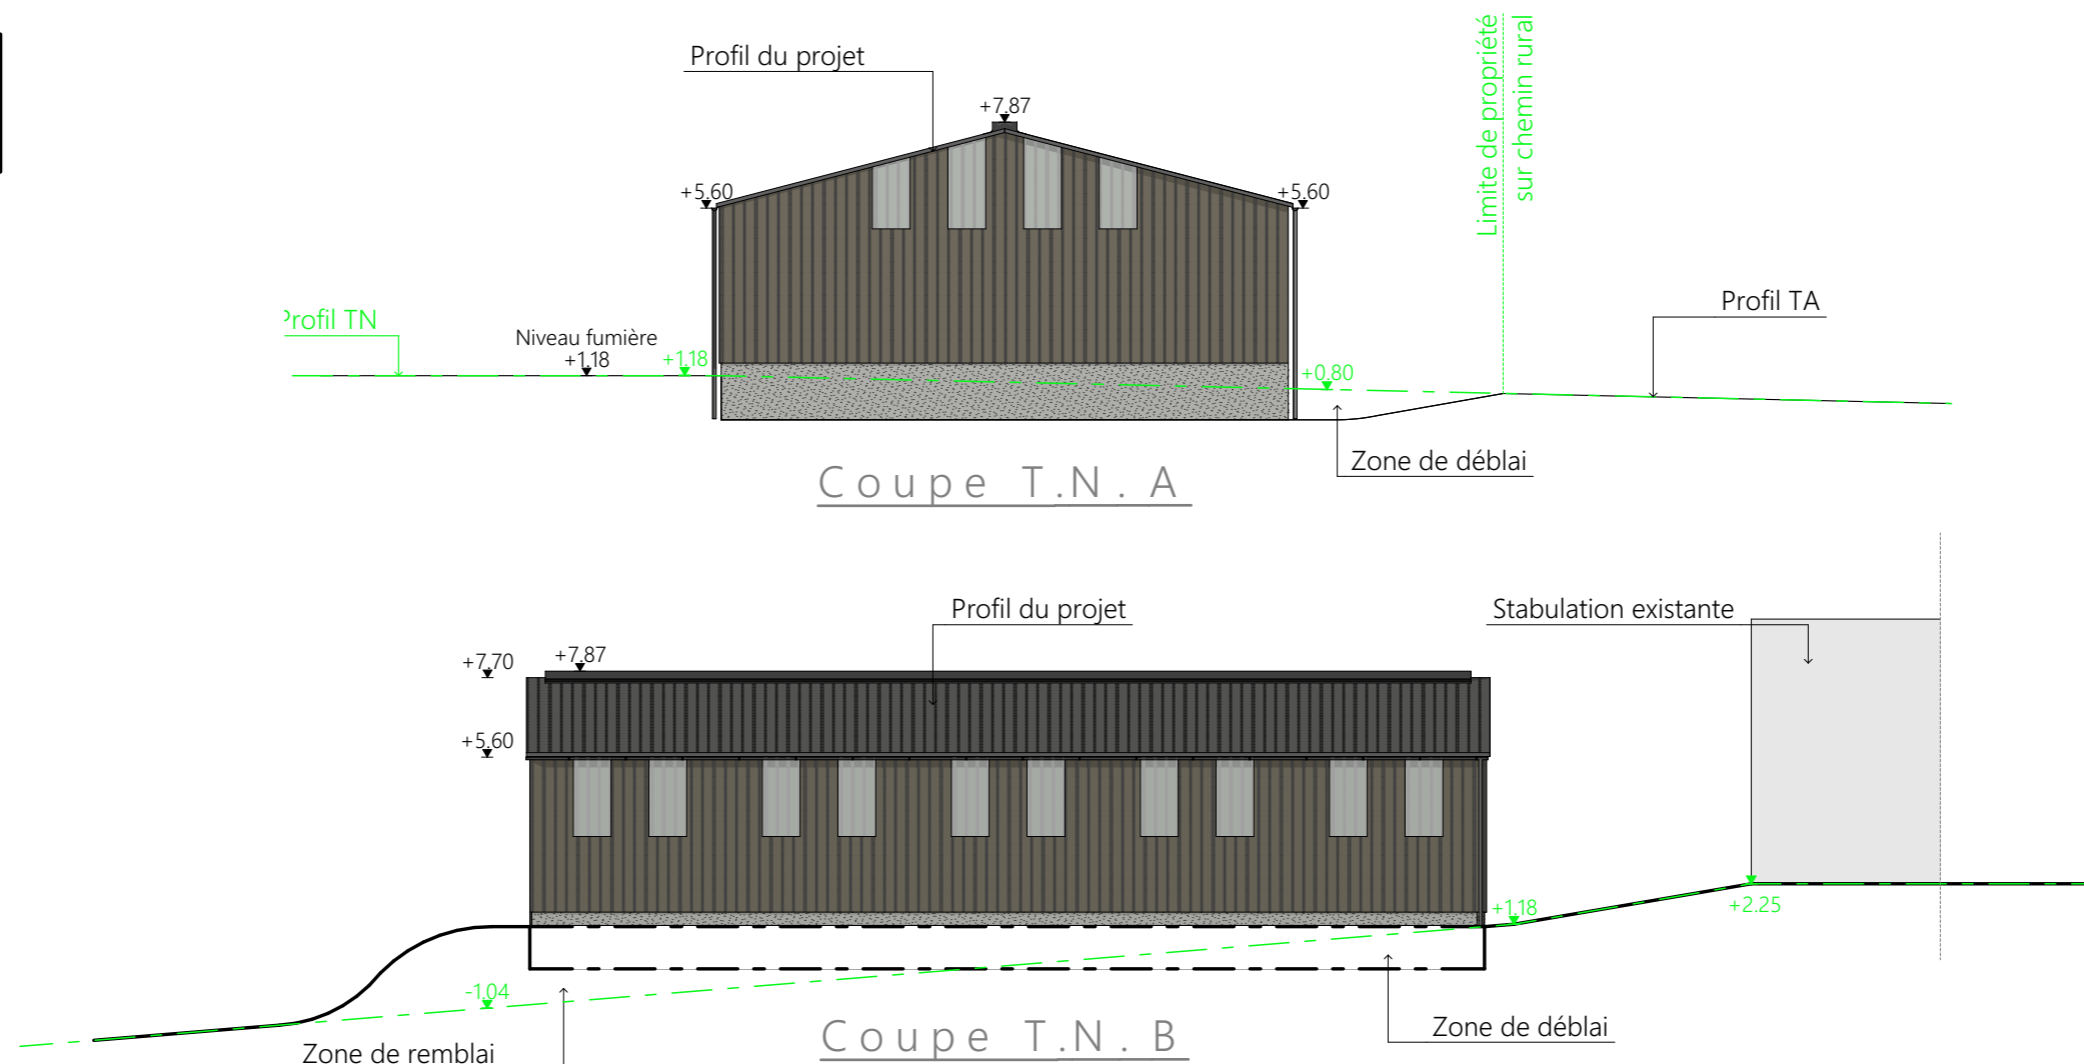 Profil du projet
+7.87
+5.60
+5.60
Limite de propriété
sur chemin rural
Profil TN
Niveau fumière
+1.18
+1.18
+0.80
Profil TA
Zone de déblai
Coupe T.N. A
Profil du projet
Stabulation existante
+7.70
+7.87
+5.60
+1.18
+2.25
-1.04
Zone de déblai
Coupe T.N. B
Zone de remblai